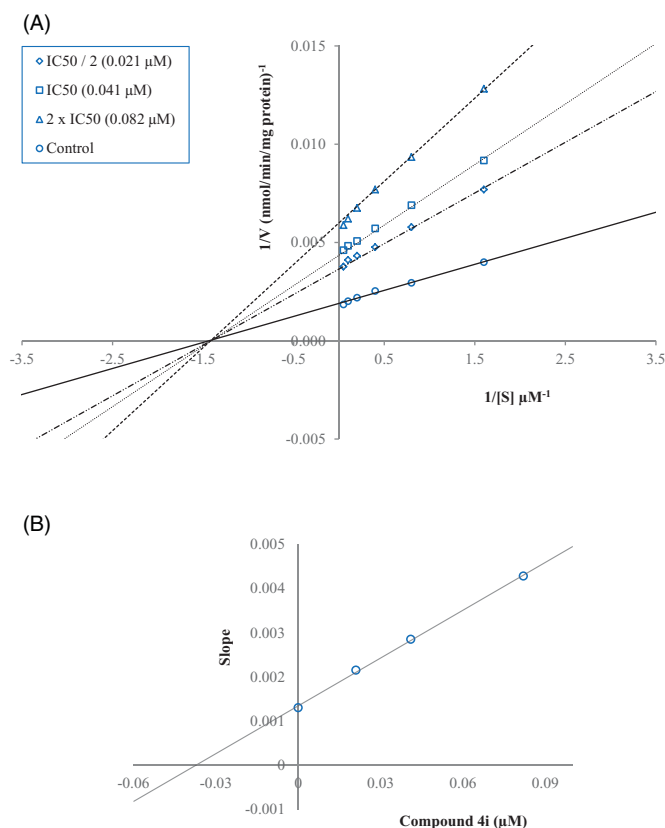 (A)
IC50 / 2 (0.021 µM)
IC50 (0.041 µM)
2 x IC50 (0.082 µM)
Control
1/V (nmol/min/mg protein)-1
0.015
0.010
0.005
0.000
-0.005
-3.5 -2.5 -1.5 -0.5 0.5 1.5 2.5 3.5
1/[S] µM-1
(B)
Slope
0.005
0.004
0.003
0.002
0.001
0
-0.001
-0.06 -0.03 0 0.03 0.06 0.09
Compound 4i (µM)